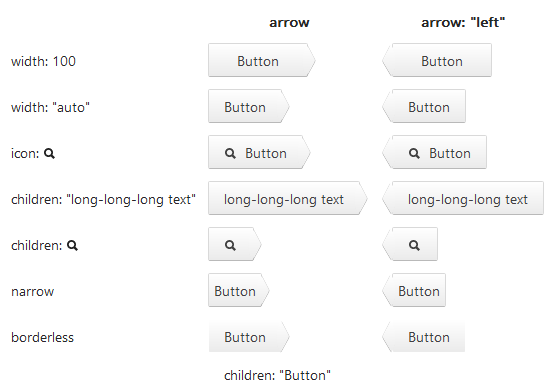 arrow arrow: "left"
width: 100 Button Button
width: "auto" Button Button
icon: Button Button
children: "long-long-long text" long-long-long text long-long-long text
children:
narrow Button Button
borderless Button Button
children: "Button"